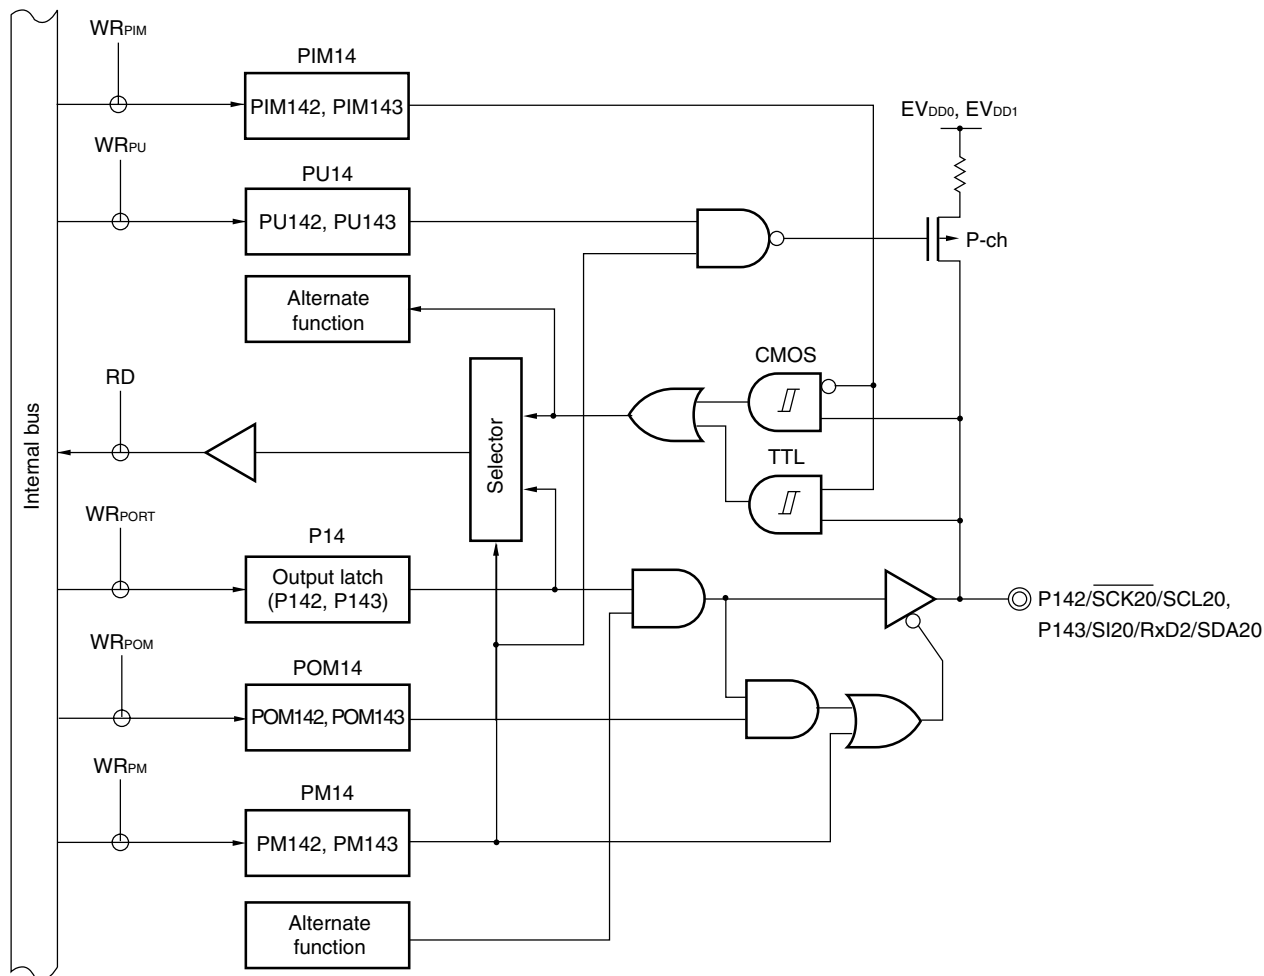 WRPIM
PIM14
PIM142, PIM143
EVDD0, EVDD1
WRPU
PU14
PU142, PU143
P-ch
Alternate
function
CMOS
RD
Selector
TTL
Internal bus
WRPORT
P14
Output latch
(P142, P143)
P142/SCK20/SCL20,
P143/SI20/RxD2/SDA20
WRPOM
POM14
POM142, POM143
WRPM
PM14
PM142, PM143
Alternate
function